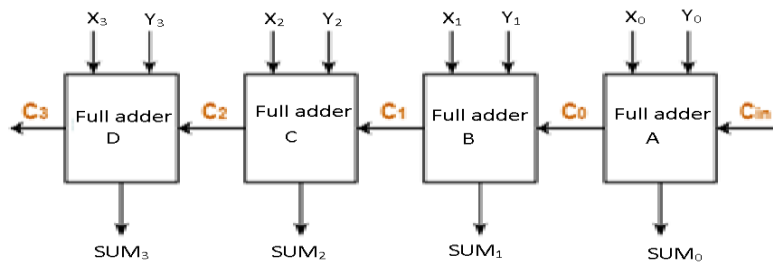 X₃ Y₃ X₂ Y₂ X₁ Y₁ X₀ Y₀
C₃ Full adder D C₂ Full adder C C₁ Full adder B C₀ Full adder A Cin
SUM₃ SUM₂ SUM₁ SUM₀